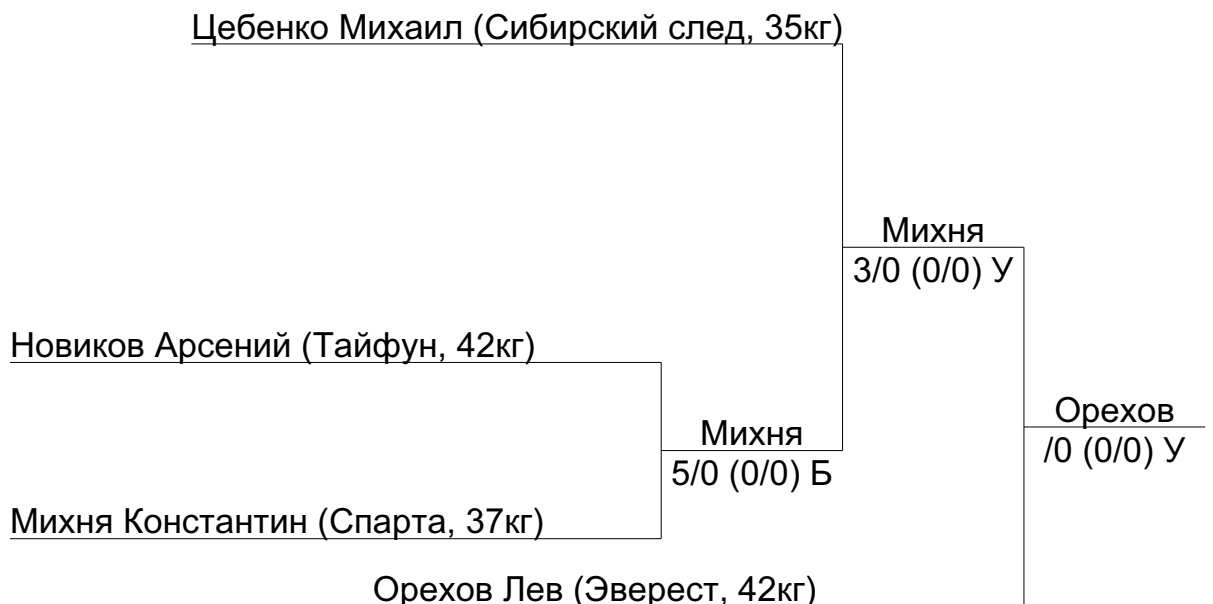 Цебенко Михаил (Сибирский след, 35кг)
Михня
3/0 (0/0) У
Новиков Арсений (Тайфун, 42кг)
Орехов
/0 (0/0) У
Михня
5/0 (0/0) Б
Михня Константин (Спарта, 37кг)
Орехов Лев (Эверест, 42кг)